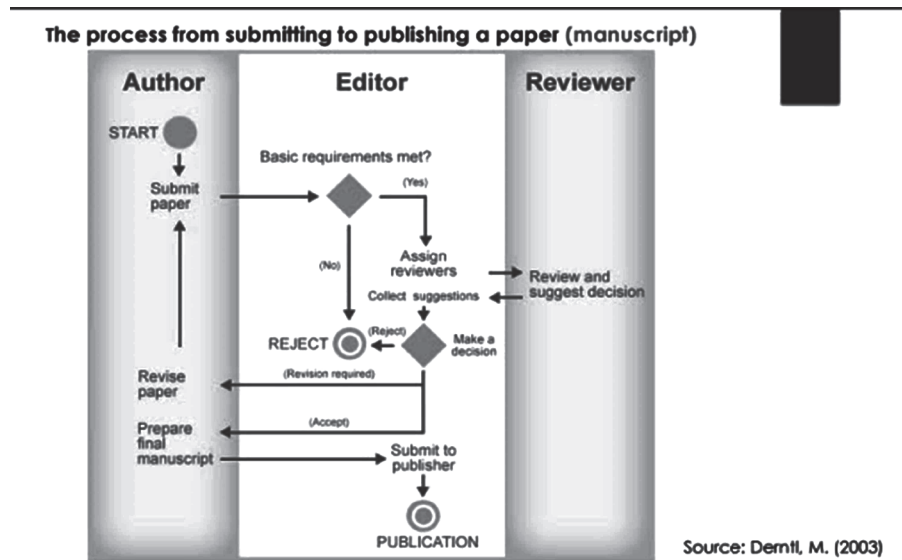 The process from submitting to publishing a paper (manuscript)
Author
Editor
Reviewer
START
Basic requirements met?
Submit
paper
(Yes)
(No)
Assign
reviewers
Review and
suggest decision
Collect suggestions
REJECT
(Reject)
Make a
decision
Revise
paper
(Revision required)
Prepare
final
manuscript
(Accept)
Submit to
publisher
PUBLICATION
Source: Derntl, M. (2003)